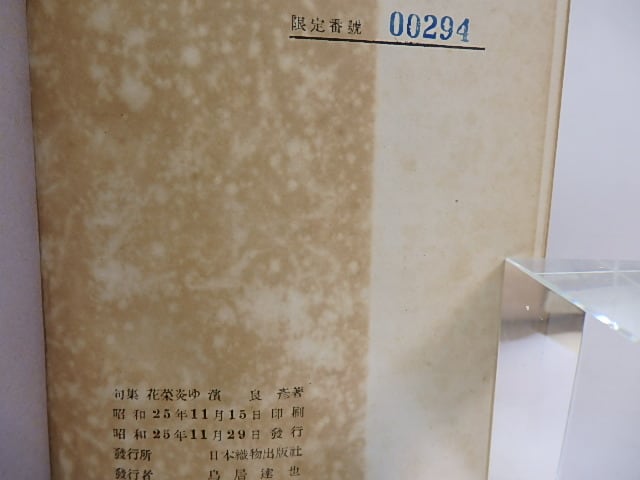 限定番號 00294
句集 花菜炎ゆ 濱良彦著
昭和25年11月15日印刷
昭和25年11月29日發行
發行所 日本織物出版社
發行者 鳥居達也